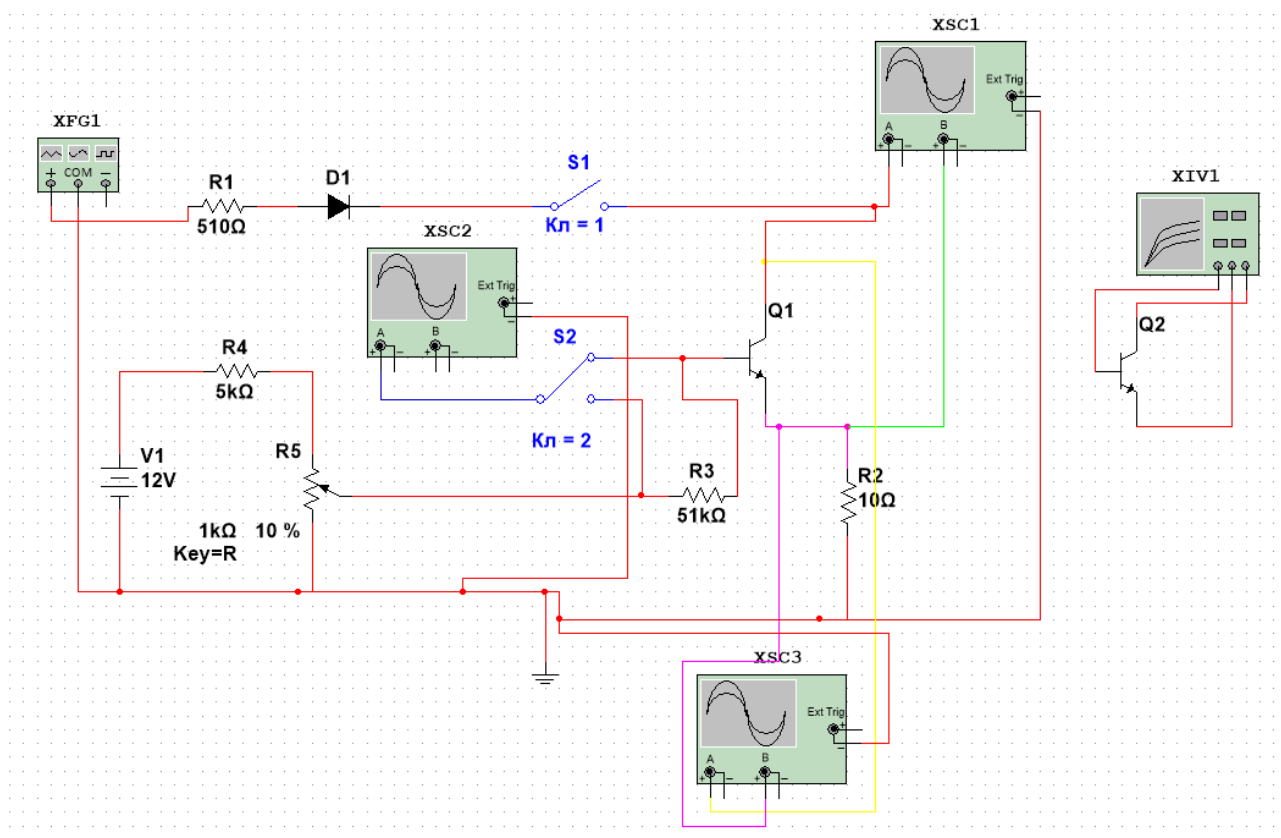 XSC1
Ext Trig
+
−
A
B
+
−
+
−
XFG1
+
COM
−
S1
R1
D1
510Ω
Кл = 1
XIV1
XSC2
Ext Trig
+
−
A
B
+
−
+
−
S2
Q1
Q2
R4
5kΩ
Кл = 2
V1
12V
R5
R3
51kΩ
R2
10Ω
1kΩ
10 %
Key=R
XSC3
Ext Trig
+
−
A
B
+
−
+
−